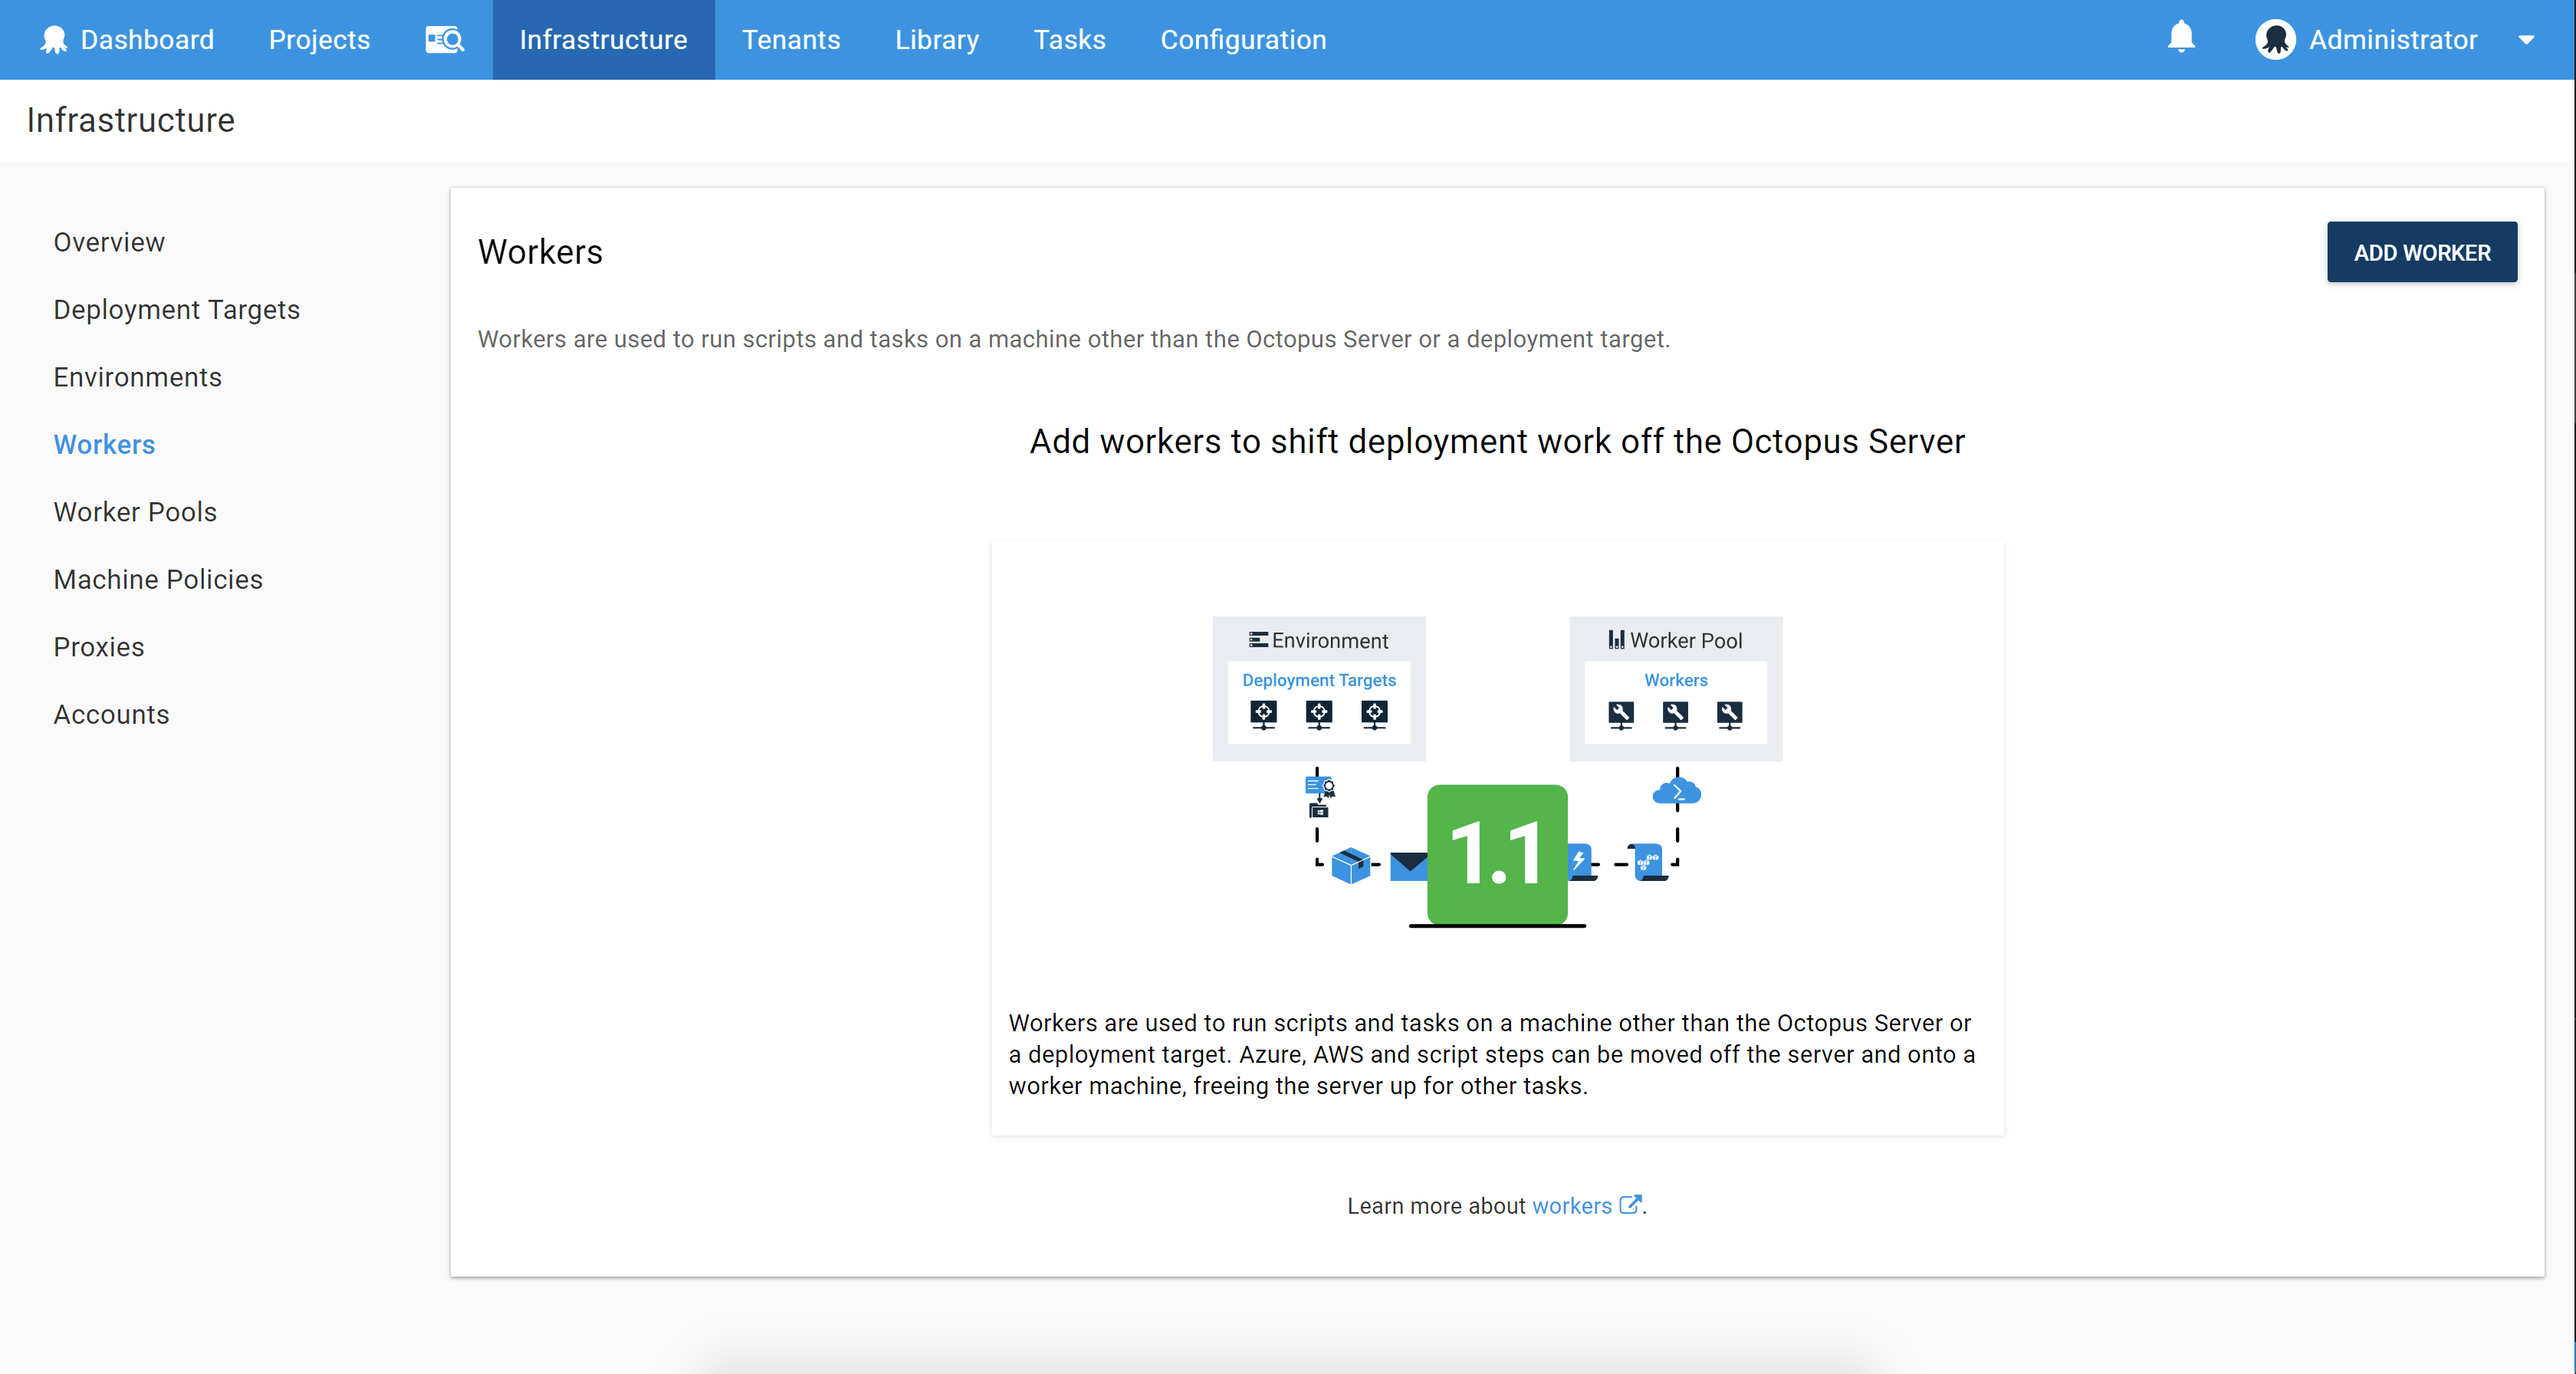 Dashboard Projects Infrastructure Tenants Library Tasks Configuration Administrator
Infrastructure
Overview
Deployment Targets
Environments
Workers
Worker Pools
Machine Policies
Proxies
Accounts
Workers
ADD WORKER
Workers are used to run scripts and tasks on a machine other than the Octopus Server or a deployment target.
Add workers to shift deployment work off the Octopus Server
Environment
Deployment Targets
Worker Pool
Workers
1.1
Workers are used to run scripts and tasks on a machine other than the Octopus Server or
a deployment target. Azure, AWS and script steps can be moved off the server and onto a
worker machine, freeing the server up for other tasks.
Learn more about workers.